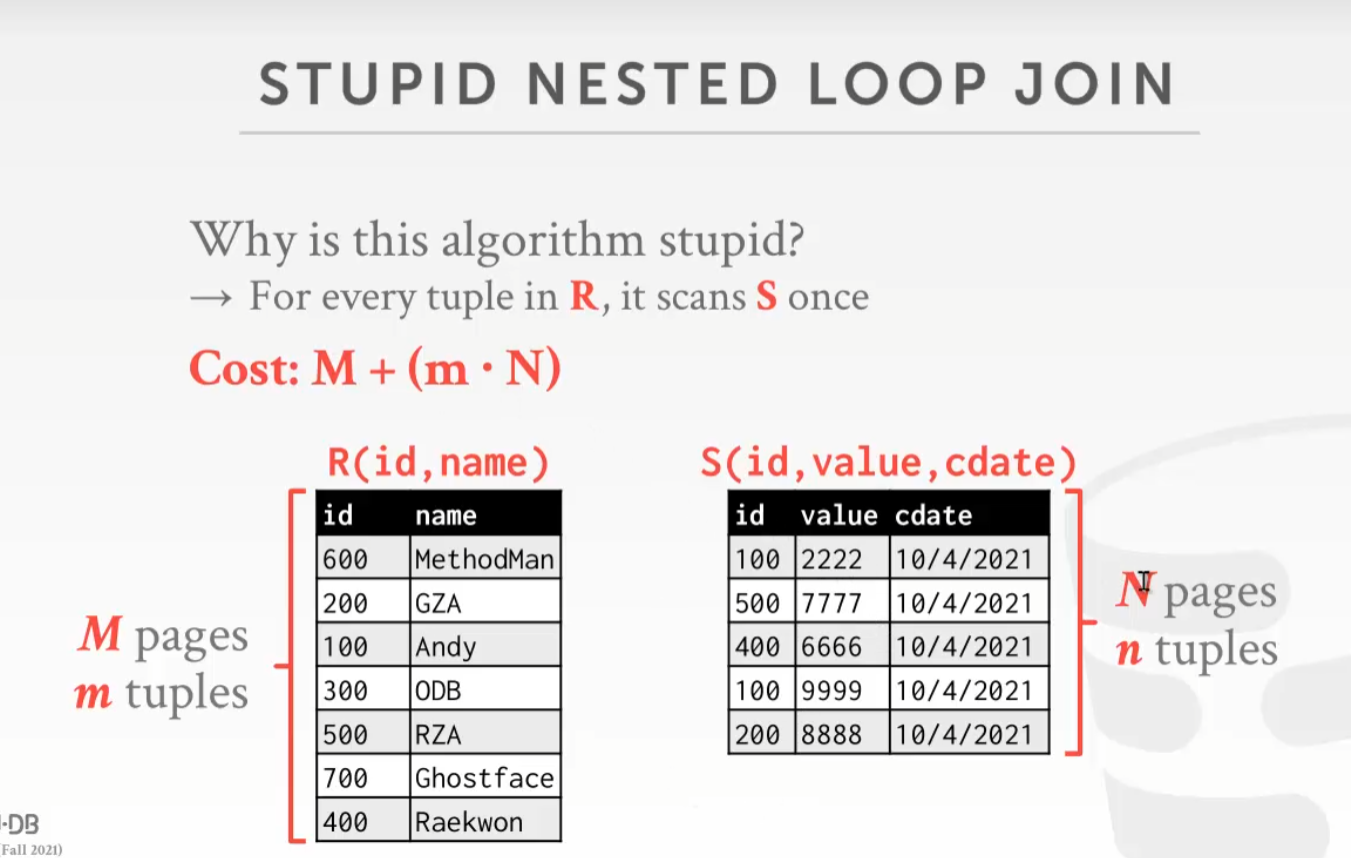 STUPID NESTED LOOP JOIN
Why is this algorithm stupid?
→ For every tuple in R, it scans S once
Cost: M + (m · N)
R(id,name)
id name
600 MethodMan
200 GZA
100 Andy
300 ODB
500 RZA
700 Ghostface
400 Raekwon
M pages
m tuples
S(id,value,cdate)
id value cdate
100 2222 10/4/2021
500 7777 10/4/2021
400 6666 10/4/2021
100 9999 10/4/2021
200 8888 10/4/2021
N pages
n tuples
·DB
(Fall 2021)